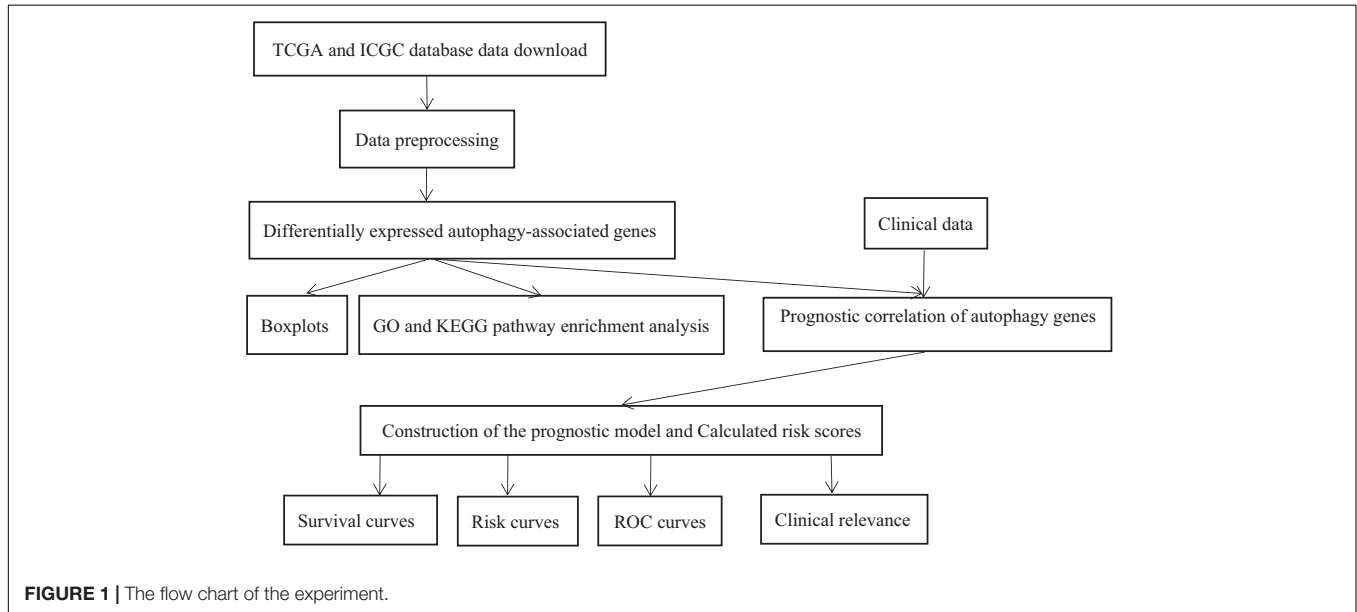 TCGA and ICGC database data download
Data preprocessing
Differentially expressed autophagy-associated genes
Clinical data
Boxplots
GO and KEGG pathway enrichment analysis
Prognostic correlation of autophagy genes
Construction of the prognostic model and Calculated risk scores
Survival curves
Risk curves
ROC curves
Clinical relevance
FIGURE 1 | The flow chart of the experiment.